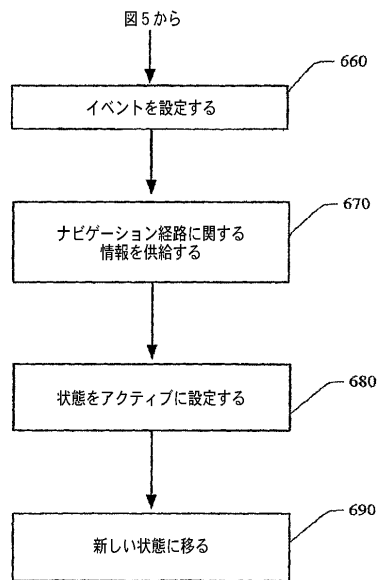 図５から
660
イベントを設定する
670
ナビゲーション経路に関する
情報を供給する
680
状態をアクティブに設定する
690
新しい状態に移る